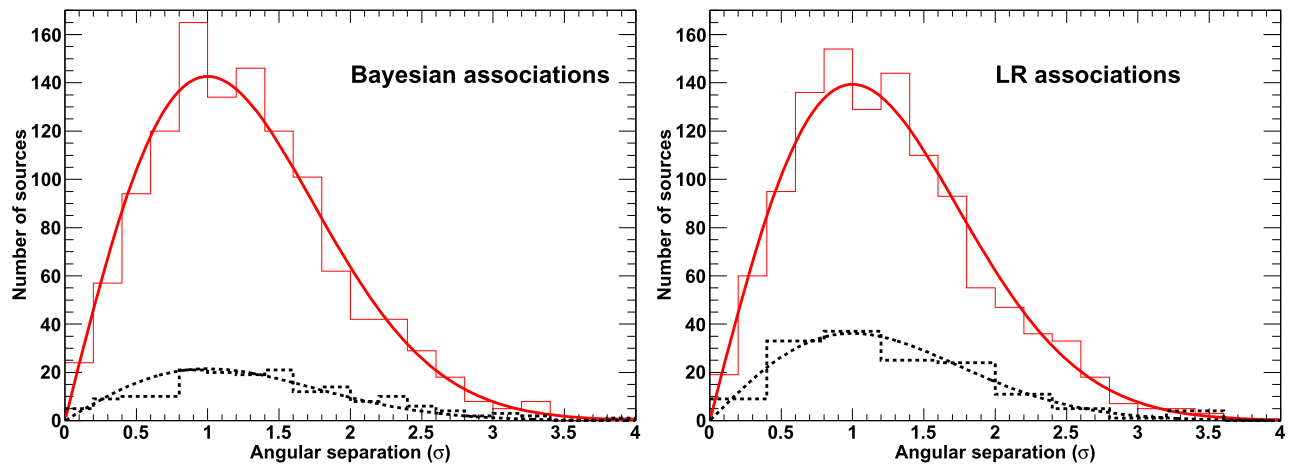 160
140
120
100
80
60
40
20
0
Number of sources
Bayesian associations
0 0.5 1 1.5 2 2.5 3 3.5 4
Angular separation (σ)
160
140
120
100
80
60
40
20
0
Number of sources
LR associations
0 0.5 1 1.5 2 2.5 3 3.5 4
Angular separation (σ)